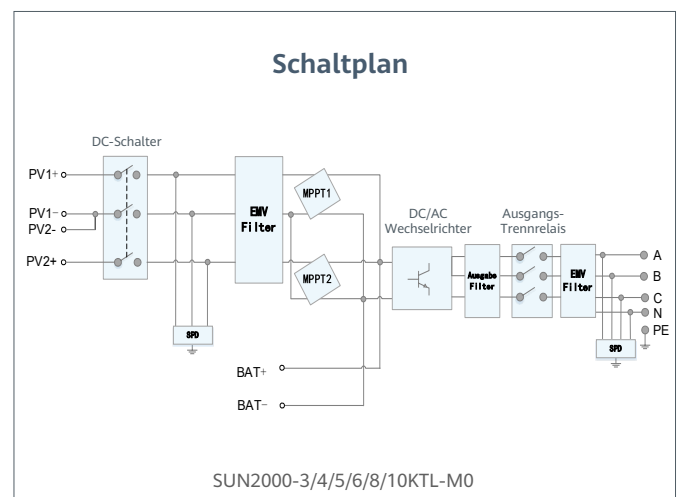 Schaltplan
DC-Schalter
PV1+
PV1−
PV2-
PV2+
EMV
Filter
MPPT1
MPPT2
SPD
BAT+
BAT−
DC/AC
Wechselrichter
Ausgabe
Filter
Ausgangs-
Trennrelais
EMV
Filter
A
B
C
N
PE
SPD
SUN2000-3/4/5/6/8/10KTL-M0